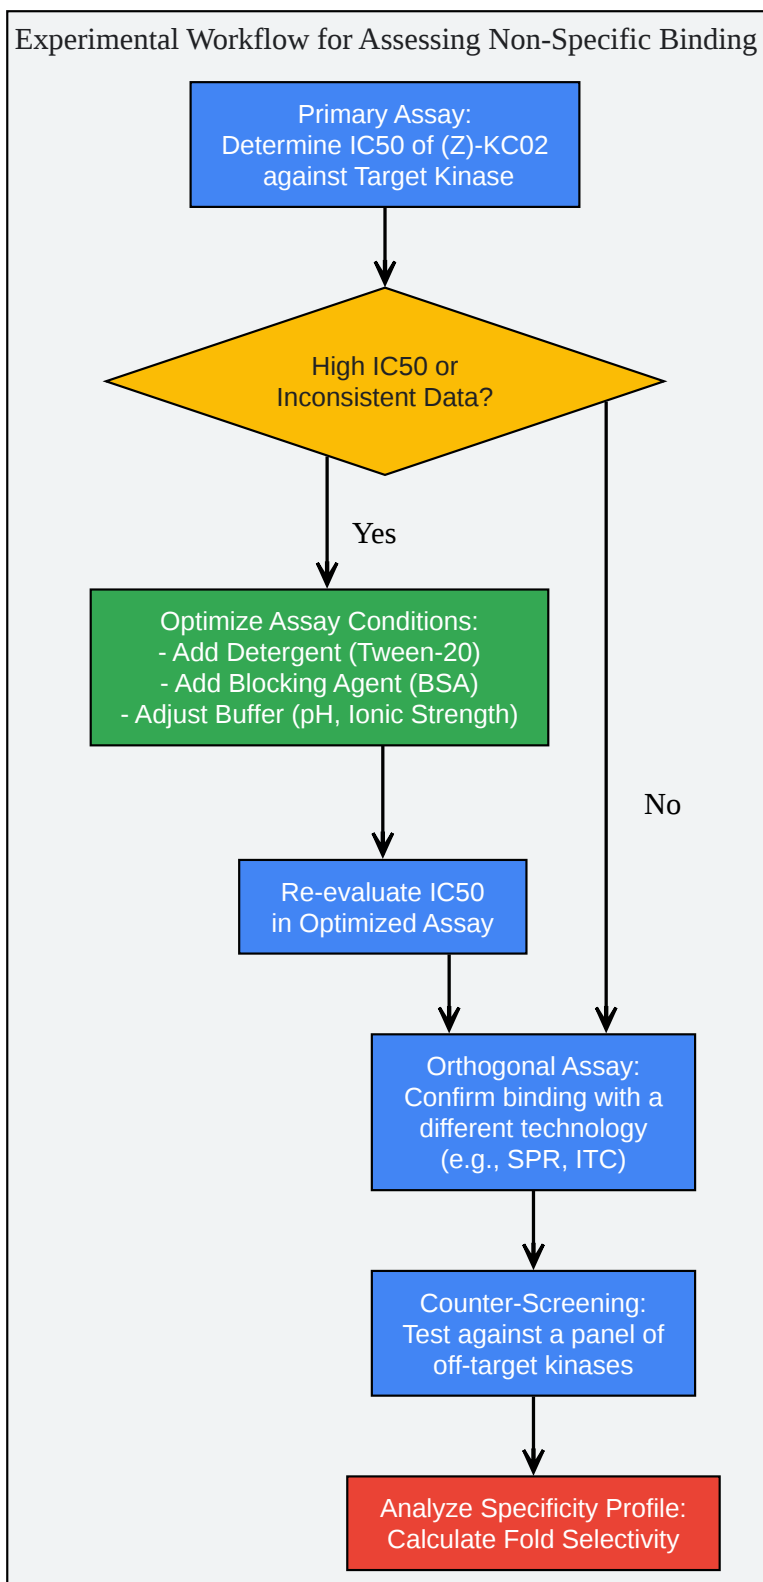 Experimental Workflow for Assessing Non-Specific Binding
Primary Assay:
Determine IC50 of (Z)-KC02
against Target Kinase
High IC50 or
Inconsistent Data?
Yes
Optimize Assay Conditions:
- Add Detergent (Tween-20)
- Add Blocking Agent (BSA)
- Adjust Buffer (pH, Ionic Strength)
No
Re-evaluate IC50
in Optimized Assay
Orthogonal Assay:
Confirm binding with a
different technology
(e.g., SPR, ITC)
Counter-Screening:
Test against a panel of
off-target kinases
Analyze Specificity Profile:
Calculate Fold Selectivity